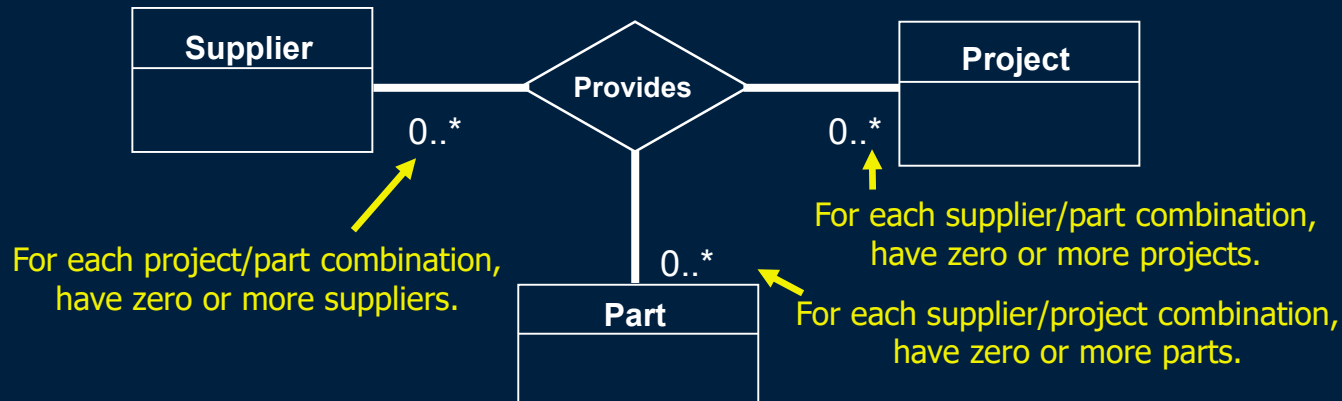 Supplier
Provides
Project
0..*
0..*
For each supplier/part combination,
have zero or more projects.
For each project/part combination,
have zero or more suppliers.
0..*
Part
For each supplier/project combination,
have zero or more parts.